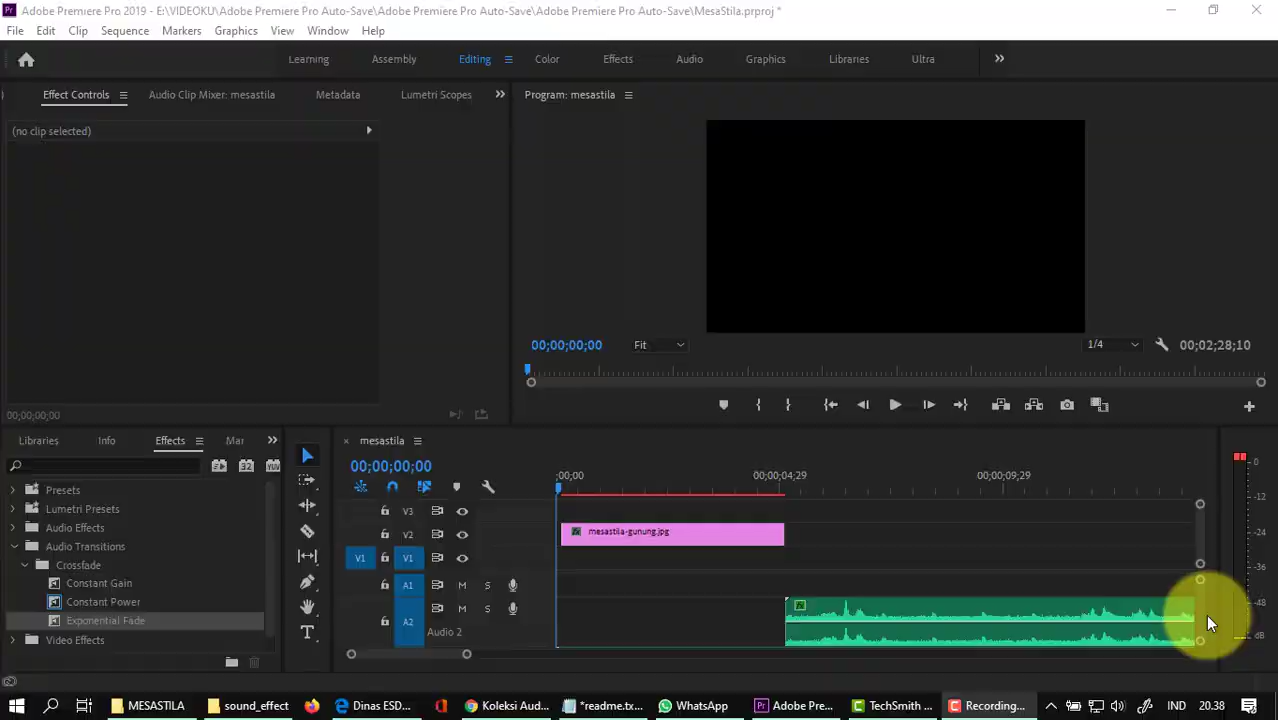 Adobe Premiere Pro 2019 - E:\VIDEOKU\Adobe Premiere Pro Auto-Save\Adobe Premiere Pro Auto-Save\Adobe Premiere Pro Auto-Save\MesaStila.prproj *
File Edit Clip Sequence Markers Graphics View Window Help
Learning Assembly Editing Color Effects Audio Graphics Libraries Ultra
Effect Controls Audio Clip Mixer: mesastila Metadata Lumetri Scopes Program: mesastila
(no clip selected)
00;00;00;00 Fit 1/4 00;02;28;10
00;00;00;00
Libraries Info Effects Mar mesastila
00;00;00;00
:00;00 00;00;04;29 00;00;09;29
Presets
Lumetri Presets
Audio Effects
Audio Transitions
Crossfade
Constant Gain
Constant Power
Exponential Fade
Video Effects
32 YUV
V3
V2 mesastila-gunung.jpg
V1 V1
A1 M S
A2 M S
Audio 2
0
-12
-24
-36
-48
dB
MESASTILA sound_effect Dinas ESD... Koleksi Aud... *readme.tx... WhatsApp Adobe Pre... TechSmith ... Recording... IND 20.38